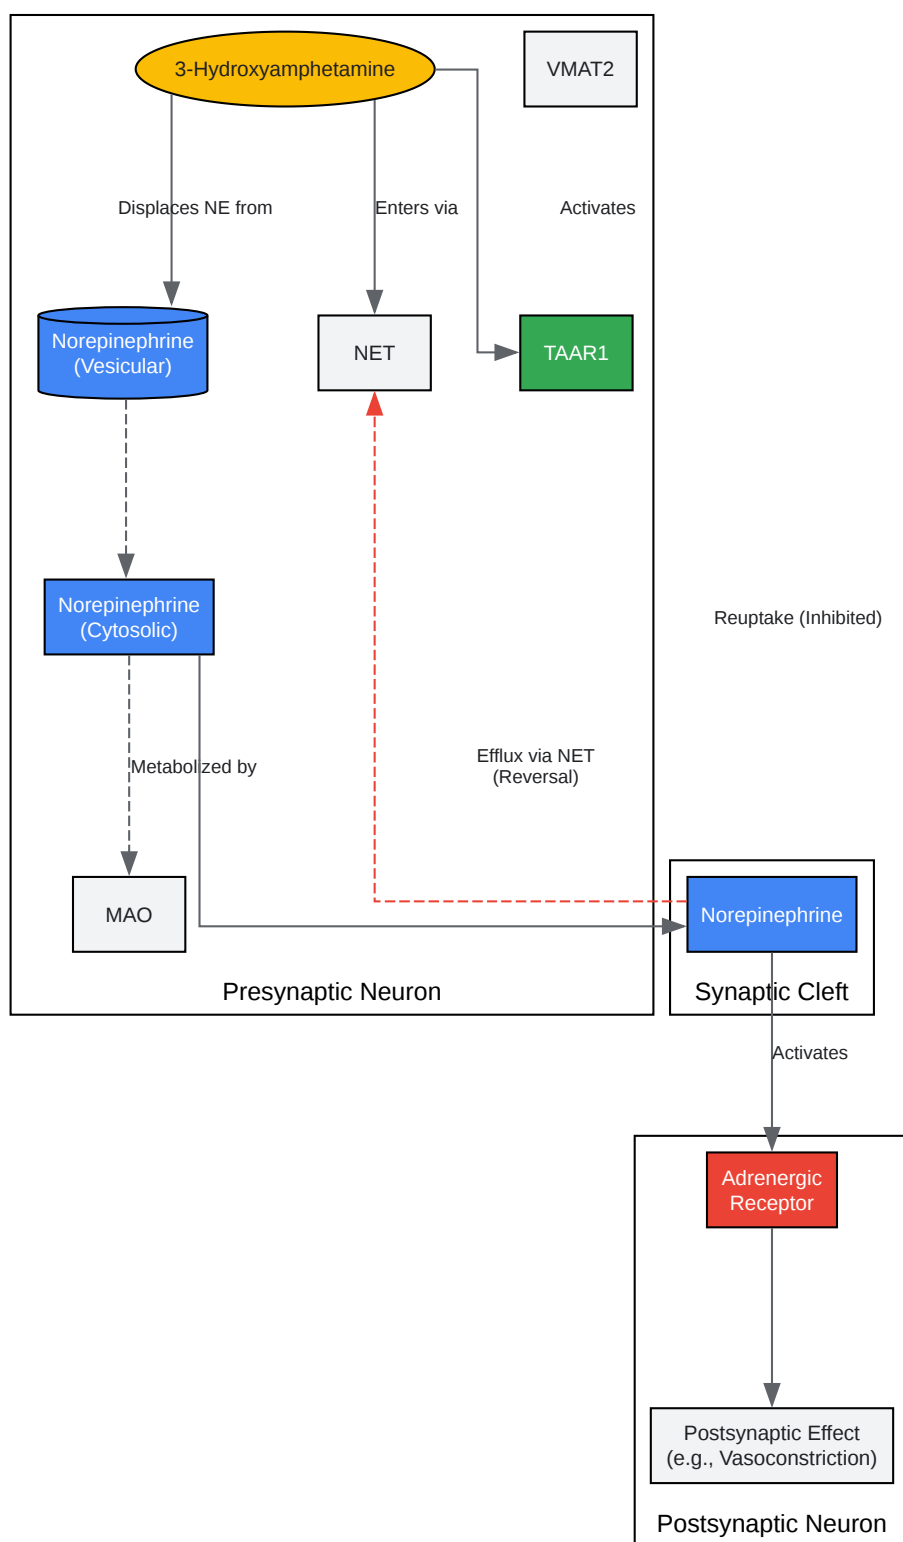 3-Hydroxyamphetamine
VMAT2
Displaces NE from
Enters via
Activates
Norepinephrine
(Vesicular)
NET
TAAR1
Norepinephrine
(Cytosolic)
Reuptake (Inhibited)
Metabolized by
Efflux via NET
(Reversal)
MAO
Norepinephrine
Presynaptic Neuron
Synaptic Cleft
Activates
Adrenergic
Receptor
Postsynaptic Effect
(e.g., Vasoconstriction)
Postsynaptic Neuron